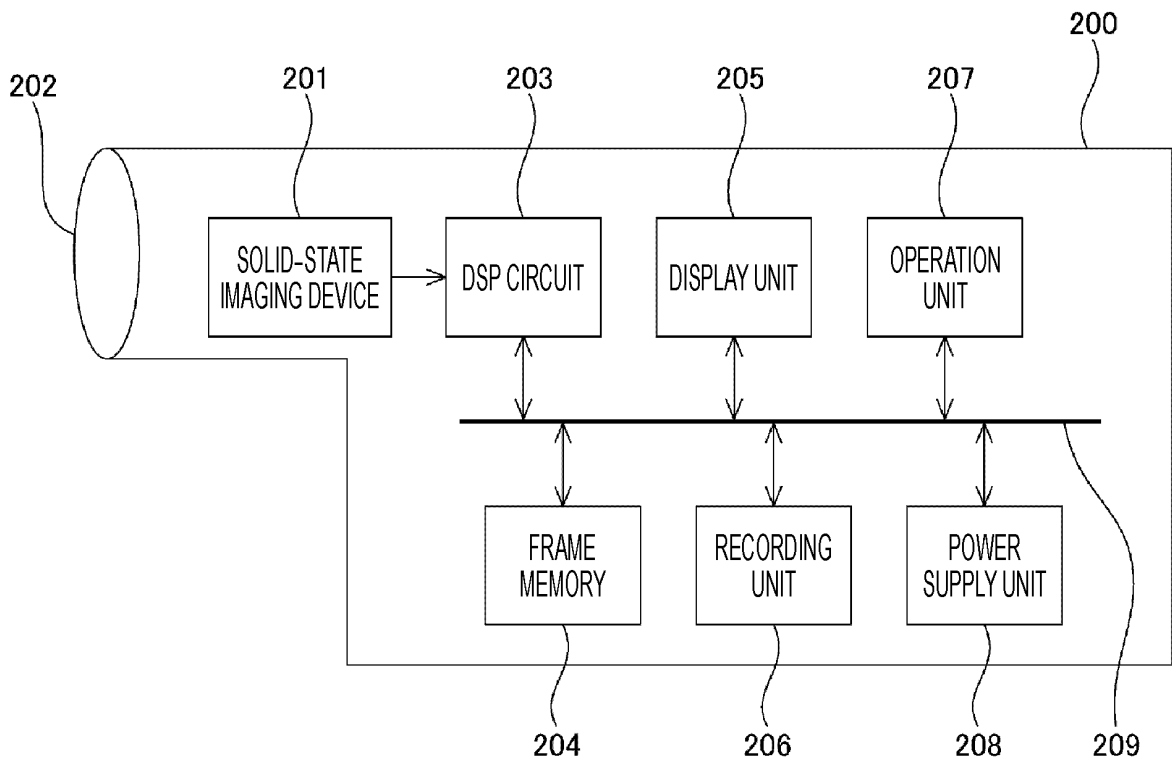 200
202
201
203
205
207
SOLID-STATE
IMAGING DEVICE
DSP CIRCUIT
DISPLAY UNIT
OPERATION
UNIT
FRAME
MEMORY
RECORDING
UNIT
POWER
SUPPLY UNIT
204
206
208
209